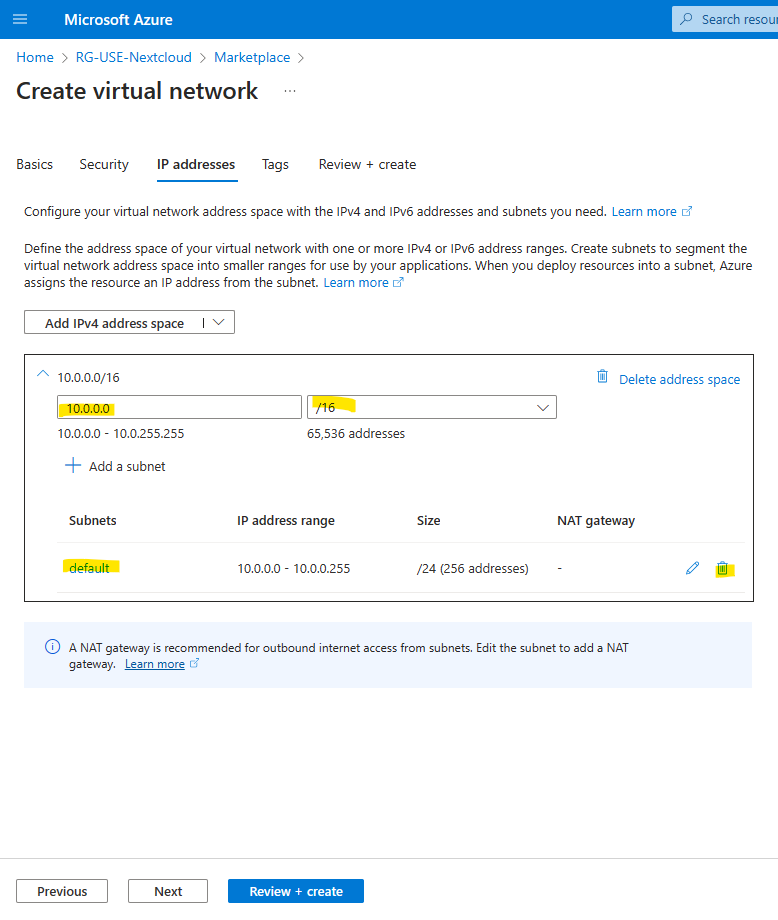 Microsoft Azure
Search resour
Home > RG-USE-Nextcloud > Marketplace >
Create virtual network ...
Basics Security IP addresses Tags Review + create
Configure your virtual network address space with the IPv4 and IPv6 addresses and subnets you need. Learn more
Define the address space of your virtual network with one or more IPv4 or IPv6 address ranges. Create subnets to segment the
virtual network address space into smaller ranges for use by your applications. When you deploy resources into a subnet, Azure
assigns the resource an IP address from the subnet. Learn more
Add IPv4 address space |
10.0.0.0/16 Delete address space
10.0.0.0 /16
10.0.0.0 - 10.0.255.255 65,536 addresses
+ Add a subnet
Subnets IP address range Size NAT gateway
default 10.0.0.0 - 10.0.0.255 /24 (256 addresses) -
A NAT gateway is recommended for outbound internet access from subnets. Edit the subnet to add a NAT
gateway. Learn more
Previous Next Review + create